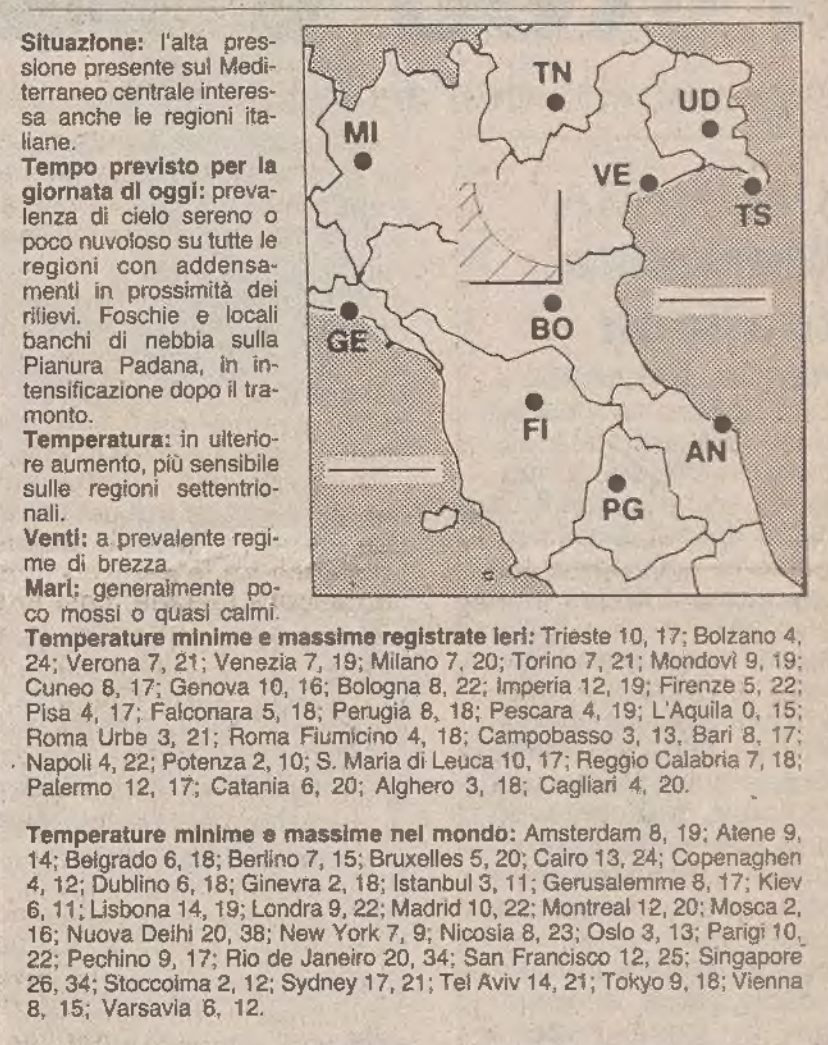 Situazione: l'alta pres-
sione presente sul Medi-
terraneo centrale interes-
sa anche le regioni ita-
liane.
Tempo previsto per la
giornata di oggi: preva-
lenza di cielo sereno o
poco nuvoloso su tutte le
regioni con addensa-
menti in prossimità dei
rilievi. Foschie e locali
banchi di nebbia sulla
Pianura Padana, in in-
tensificazione dopo il tra-
monto.
Temperatura: in ulterio-
re aumento, più sensibile
sulle regioni settentrio-
nali.
Venti: a prevalente regi-
me di brezza.
Mari: generalmente po-
co mossi o quasi calmi.
TN
UD
MI
VE
TS
GE
BO
FI
AN
PG
Temperature minime e massime registrate ieri: Trieste 10, 17; Bolzano 4,
24; Verona 7, 21; Venezia 7, 19; Milano 7, 20; Torino 7, 21; Mondovì 9, 19;
Cuneo 8, 17; Genova 10, 16; Bologna 8, 22; Imperia 12, 19; Firenze 5, 22;
Pisa 4, 17; Falconara 5, 18; Perugia 8, 18; Pescara 4, 19; L'Aquila 0, 15;
Roma Urbe 3, 21; Roma Fiumicino 4, 18; Campobasso 3, 13, Bari 8, 17;
Napoli 4, 22; Potenza 2, 10; S. Maria di Leuca 10, 17; Reggio Calabria 7, 18;
Palermo 12, 17; Catania 6, 20; Alghero 3, 18; Cagliari 4, 20.
Temperature minime e massime nel mondo: Amsterdam 8, 19; Atene 9,
14; Belgrado 6, 18; Berlino 7, 15; Bruxelles 5, 20; Cairo 13, 24; Copenaghen
4, 12; Dublino 6, 18; Ginevra 2, 18; Istanbul 3, 11; Gerusalemme 8, 17; Kiev
6, 11; Lisbona 14, 19; Londra 9, 22; Madrid 10, 22; Montreal 12, 20; Mosca 2,
16; Nuova Delhi 20, 38; New York 7, 9; Nicosia 8, 23; Oslo 3, 13; Parigi 10,
22; Pechino 9, 17; Rio de Janeiro 20, 34; San Francisco 12, 25; Singapore
26, 34; Stoccolma 2, 12; Sydney 17, 21; Tel Aviv 14, 21; Tokyo 9, 18; Vienna
8, 15; Varsavia 6, 12.